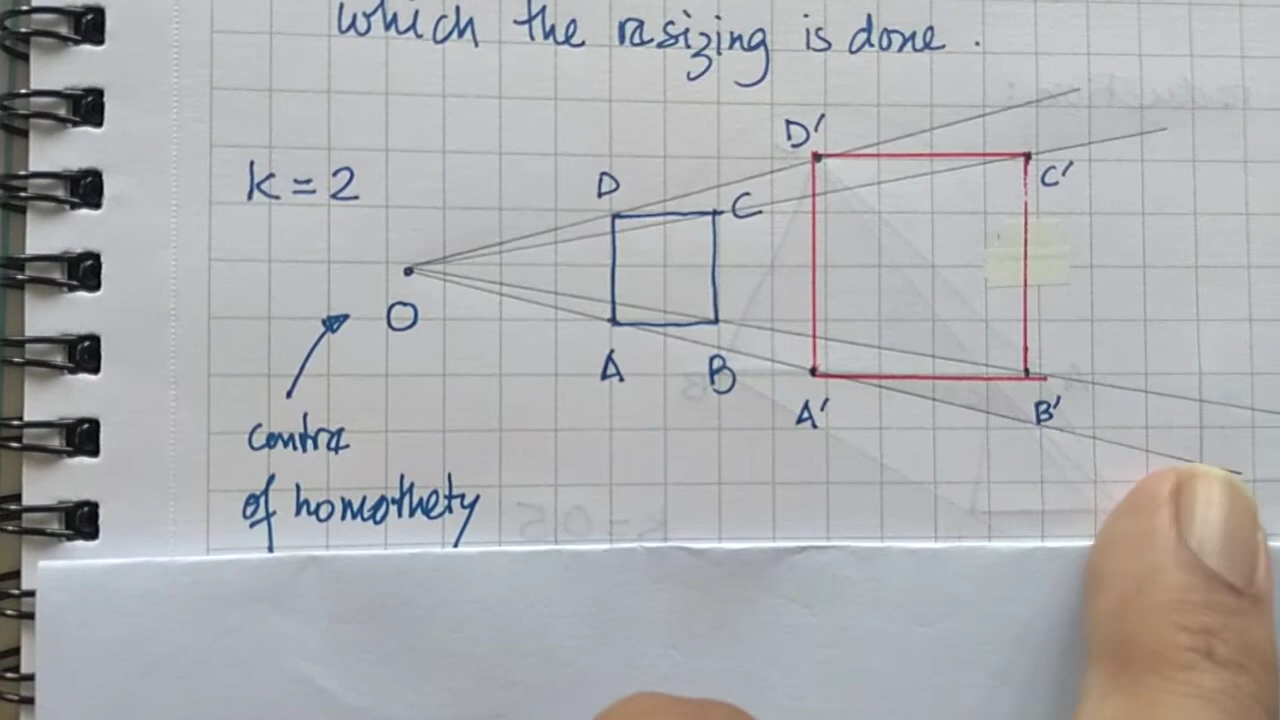 which the resizing is done.
D'
k = 2
D
C
C'
O
A
B
A'
B'
centre
of homothety